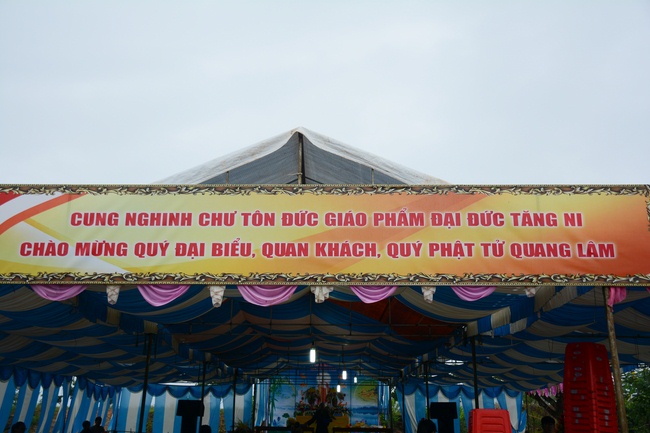 CUNG NGHINH CHƯ TÔN ĐỨC GIÁO PHẨM ĐẠI ĐỨC TĂNG NI
CHÀO MỪNG QUÝ ĐẠI BIỂU, QUAN KHÁCH, QUÝ PHẬT TỬ QUANG LÂM